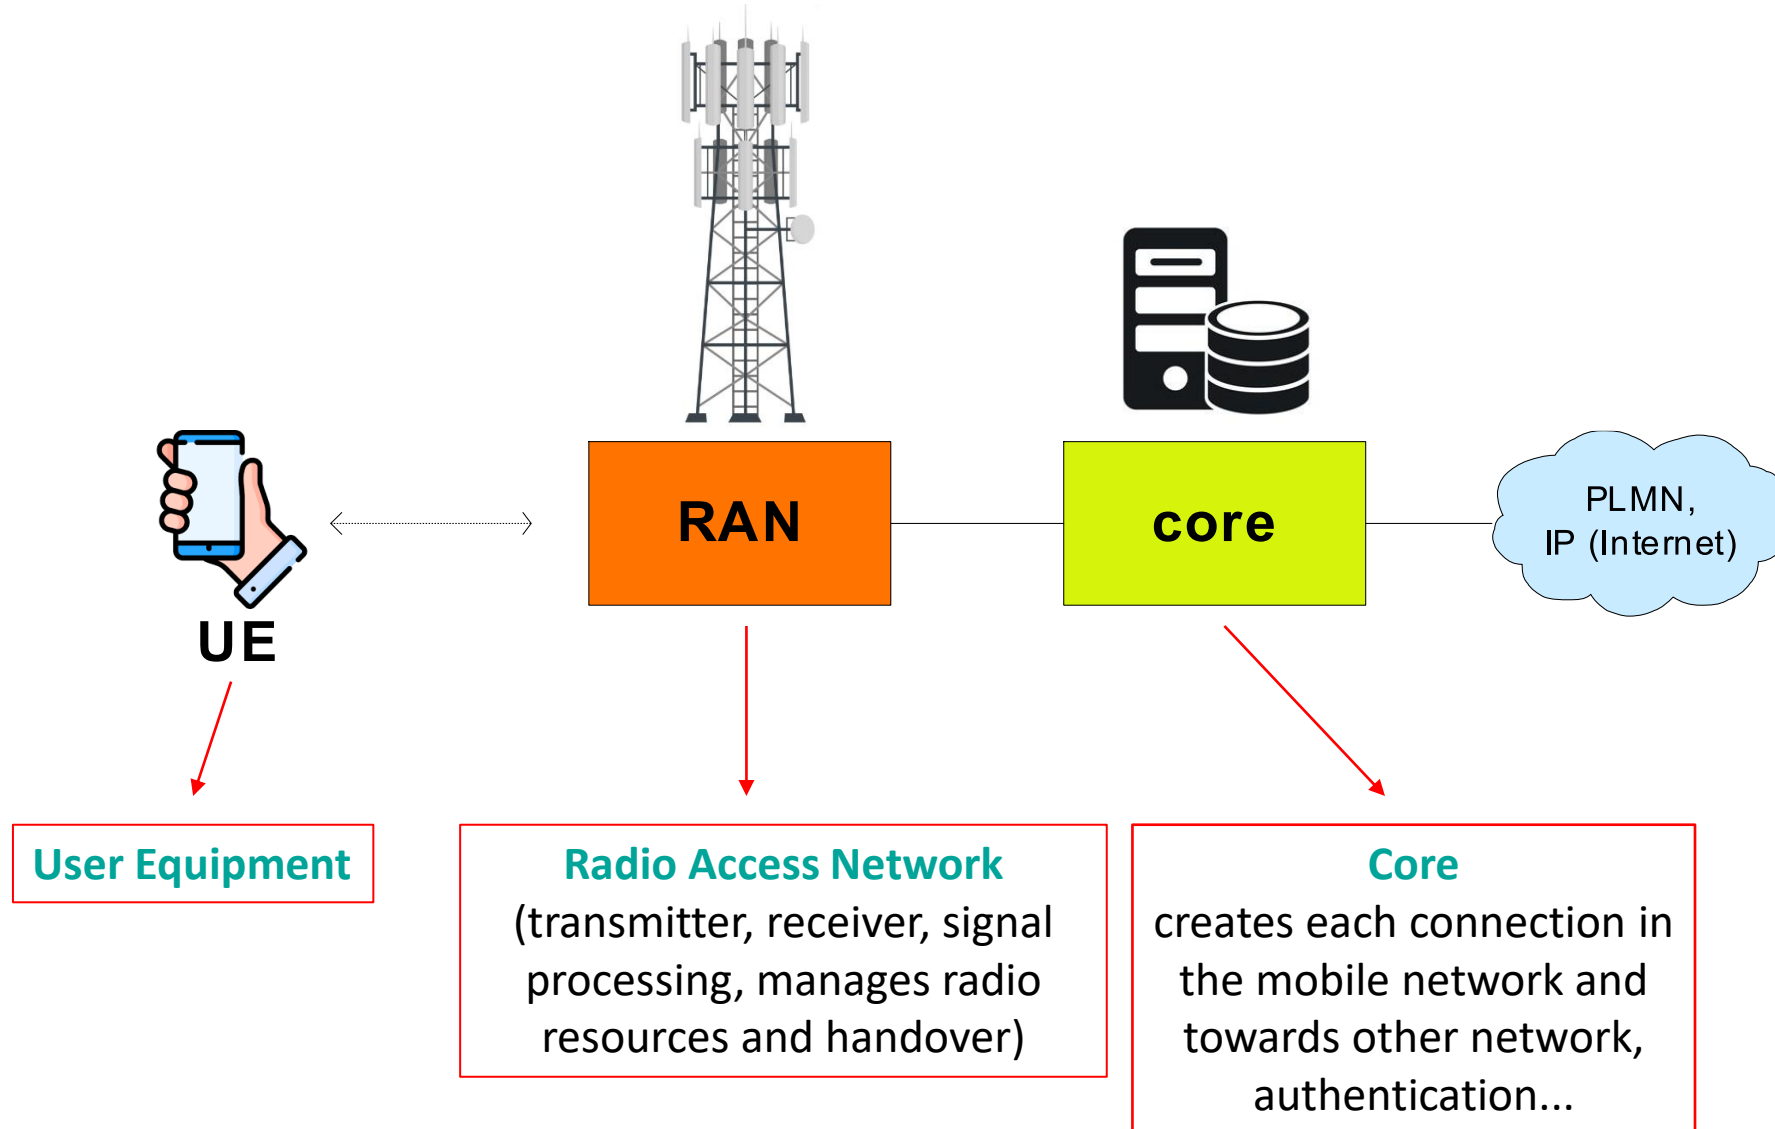 RAN
core
PLMN,
IP (Internet)
UE
User Equipment
Radio Access Network
(transmitter, receiver, signal
processing, manages radio
resources and handover)
Core
creates each connection in
the mobile network and
towards other network,
authentication...